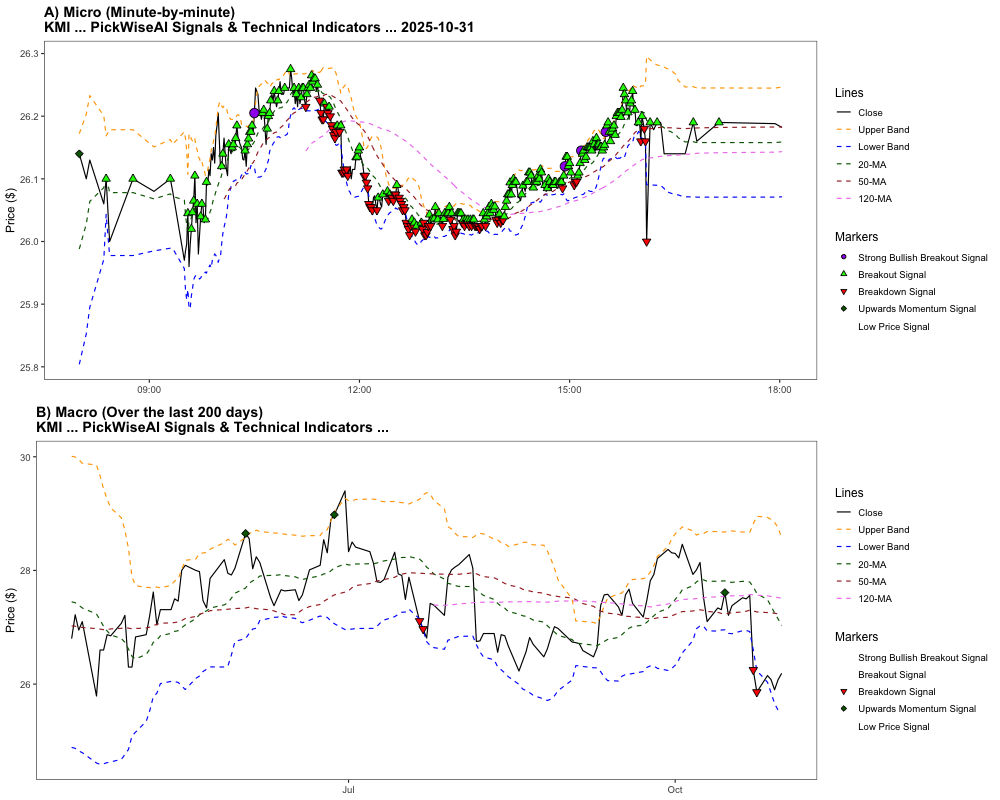 A) Micro (Minute-by-minute)
KMI ... PickWiseAI Signals & Technical Indicators ... 2025-10-31
Price ($)
26.3
26.2
26.1
26.0
25.9
25.8
09:00
12:00
15:00
18:00
Lines
Close
Upper Band
Lower Band
20-MA
50-MA
120-MA
Markers
Strong Bullish Breakout Signal
Breakout Signal
Breakdown Signal
Upwards Momentum Signal
Low Price Signal
B) Macro (Over the last 200 days)
KMI ... PickWiseAI Signals & Technical Indicators ...
Price ($)
30
28
26
Jul
Oct
Lines
Close
Upper Band
Lower Band
20-MA
50-MA
120-MA
Markers
Strong Bullish Breakout Signal
Breakout Signal
Breakdown Signal
Upwards Momentum Signal
Low Price Signal